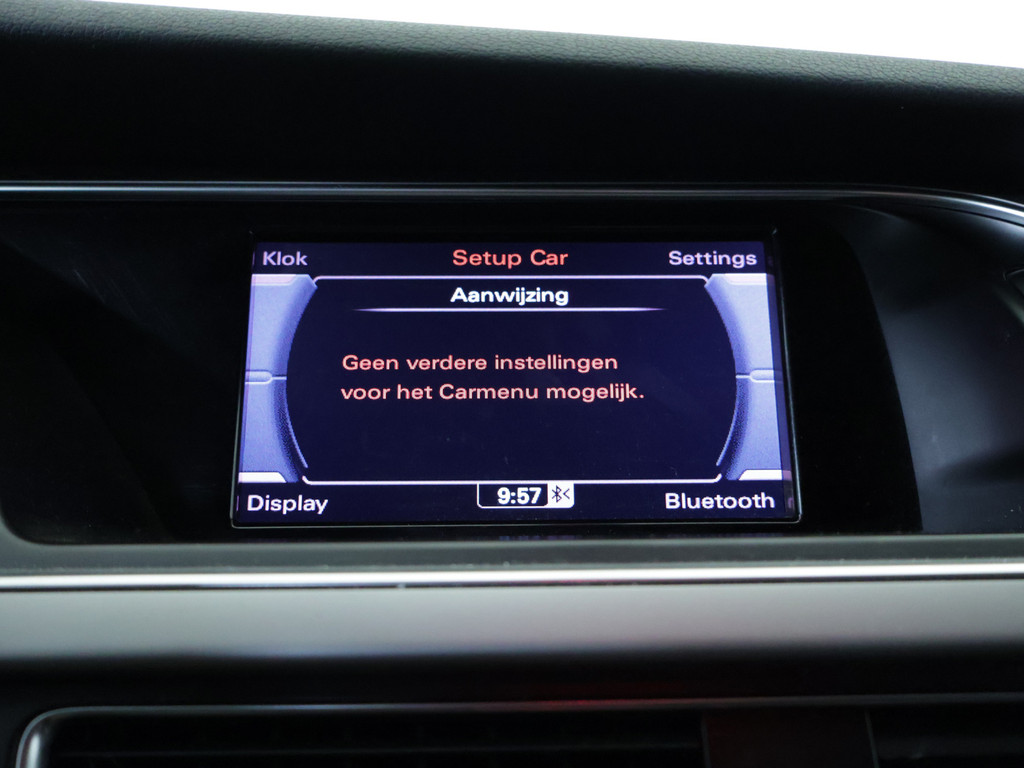 Klok Setup Car Settings
Aanwijzing
Geen verdere instellingen
voor het Carmenu mogelijk.
Display 9:57 Bluetooth